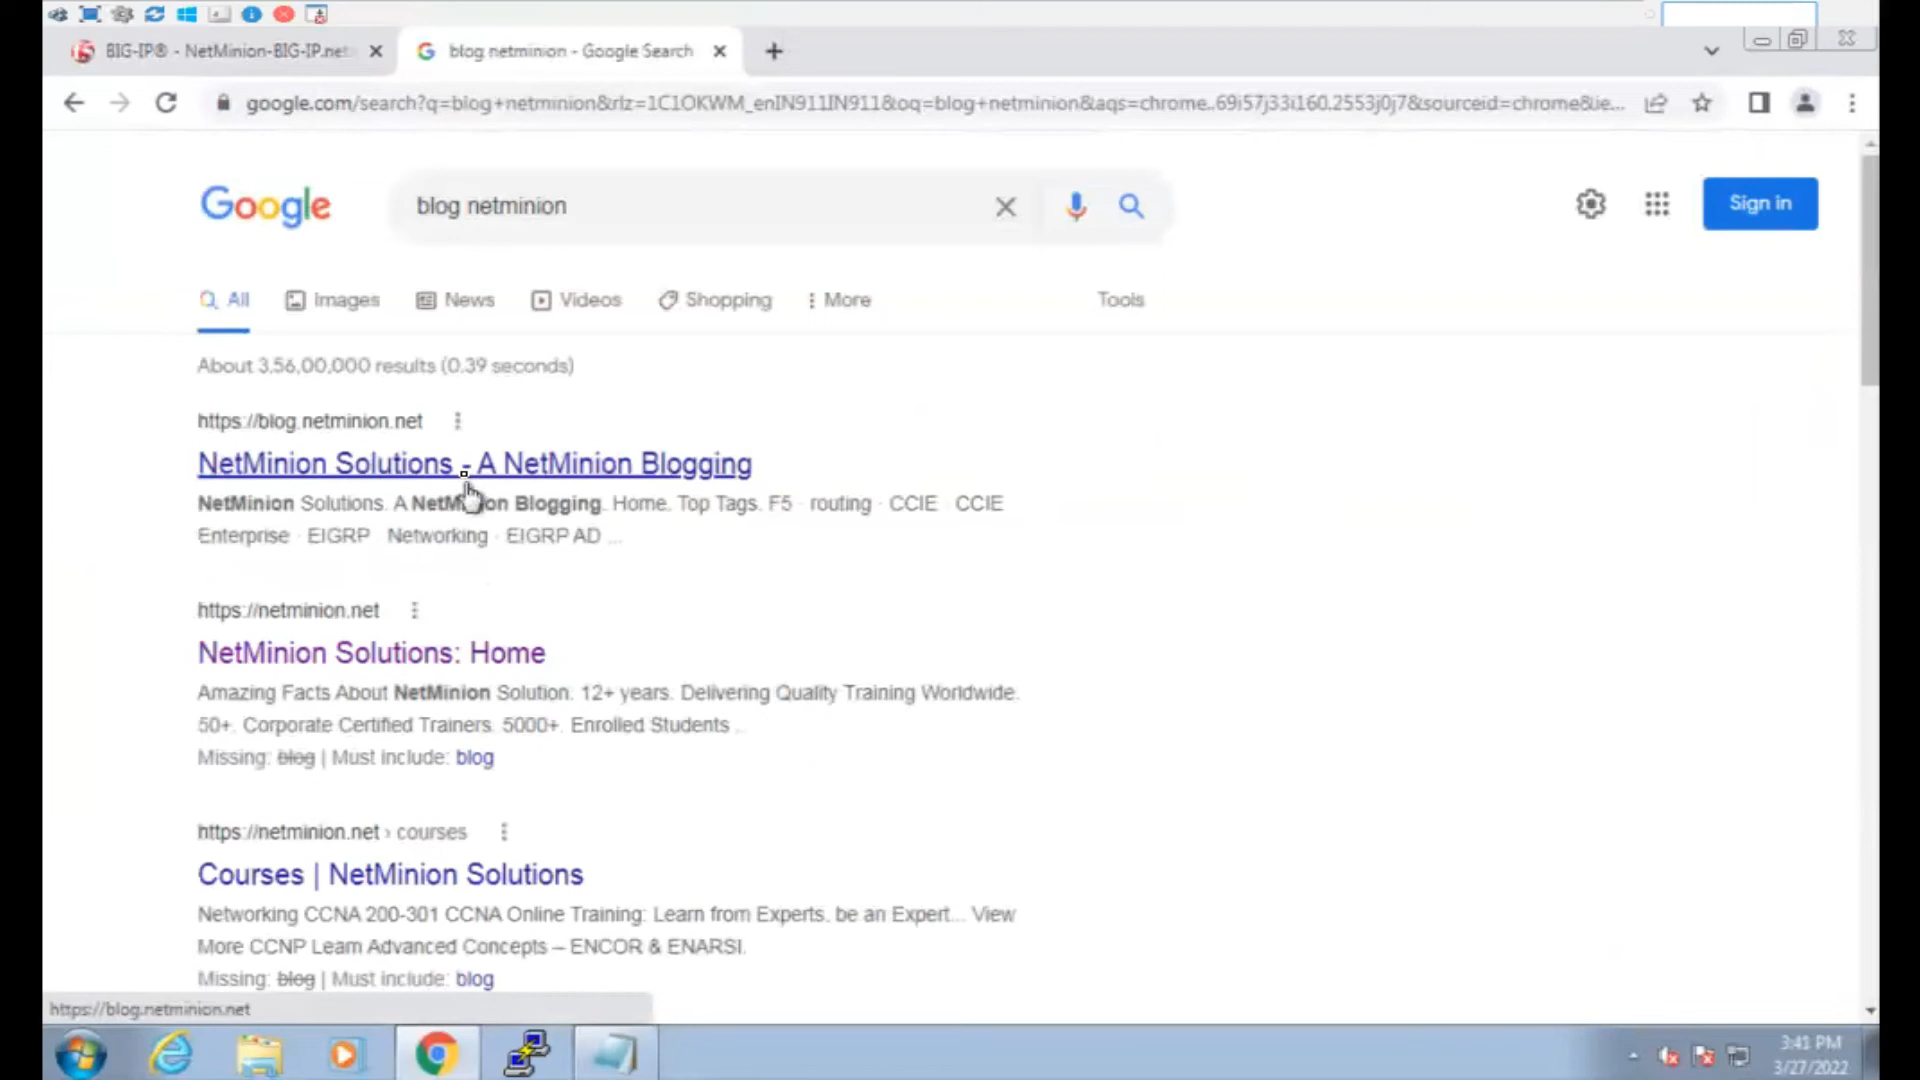 BIG-IP® - NetMinion-BIG-IP.net
blog netminion - Google Search
google.com/search?q=blog+netminion&rlz=1C1OKWM_enIN911IN911&oq=blog+netminion&aqs=chrome..69i57j33i160.2553j0j7&sourceid=chrome&ie...
Google
blog netminion
Sign in
All
Images
News
Videos
Shopping
More
Tools
About 3,56,00,000 results (0.39 seconds)
https://blog.netminion.net
NetMinion Solutions - A NetMinion Blogging
NetMinion Solutions. A NetMinion Blogging. Home. Top Tags. F5 · routing · CCIE · CCIE
Enterprise · EIGRP · Networking · EIGRP AD ...
https://netminion.net
NetMinion Solutions: Home
Amazing Facts About NetMinion Solution. 12+ years. Delivering Quality Training Worldwide.
50+. Corporate Certified Trainers. 5000+. Enrolled Students ...
Missing: blog | Must include: blog
https://netminion.net › courses
Courses | NetMinion Solutions
Networking CCNA 200-301 CCNA Online Training: Learn from Experts, be an Expert... View
More CCNP Learn Advanced Concepts – ENCOR & ENARSI.
Missing: blog | Must include: blog
https://blog.netminion.net
3:41 PM
3/27/2022